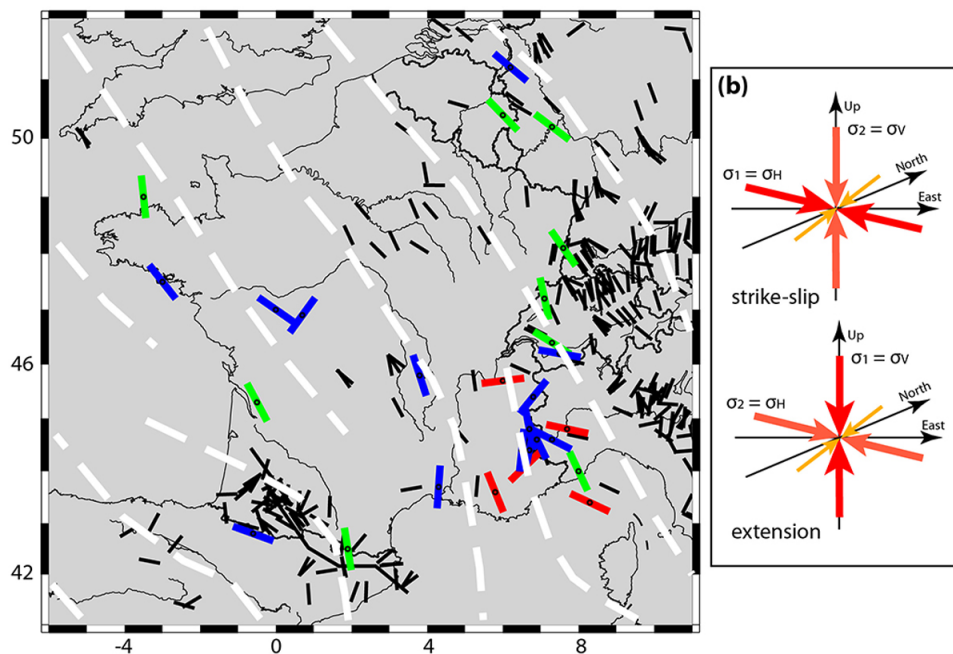 50
46
42
-4
0
4
8
(b)
Up
σ2 = σV
North
σ1 = σH
East
strike-slip
Up
σ1 = σV
North
σ2 = σH
East
extension